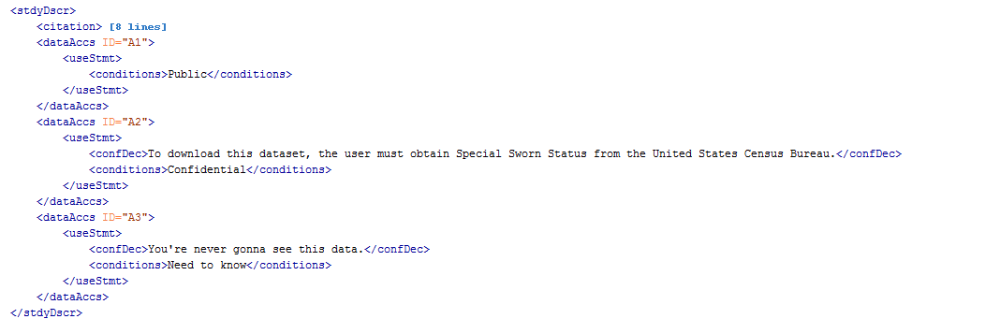 <stdyDscr>
<citation> [8 lines]
<dataAccs ID="A1">
<useStmt>
<conditions>Public</conditions>
</useStmt>
</dataAccs>
<dataAccs ID="A2">
<useStmt>
<confDec>To download this dataset, the user must obtain Special Sworn Status from the United States Census Bureau.</confDec>
<conditions>Confidential</conditions>
</useStmt>
</dataAccs>
<dataAccs ID="A3">
<useStmt>
<confDec>You're never gonna see this data.</confDec>
<conditions>Need to know</conditions>
</useStmt>
</dataAccs>
</stdyDscr>